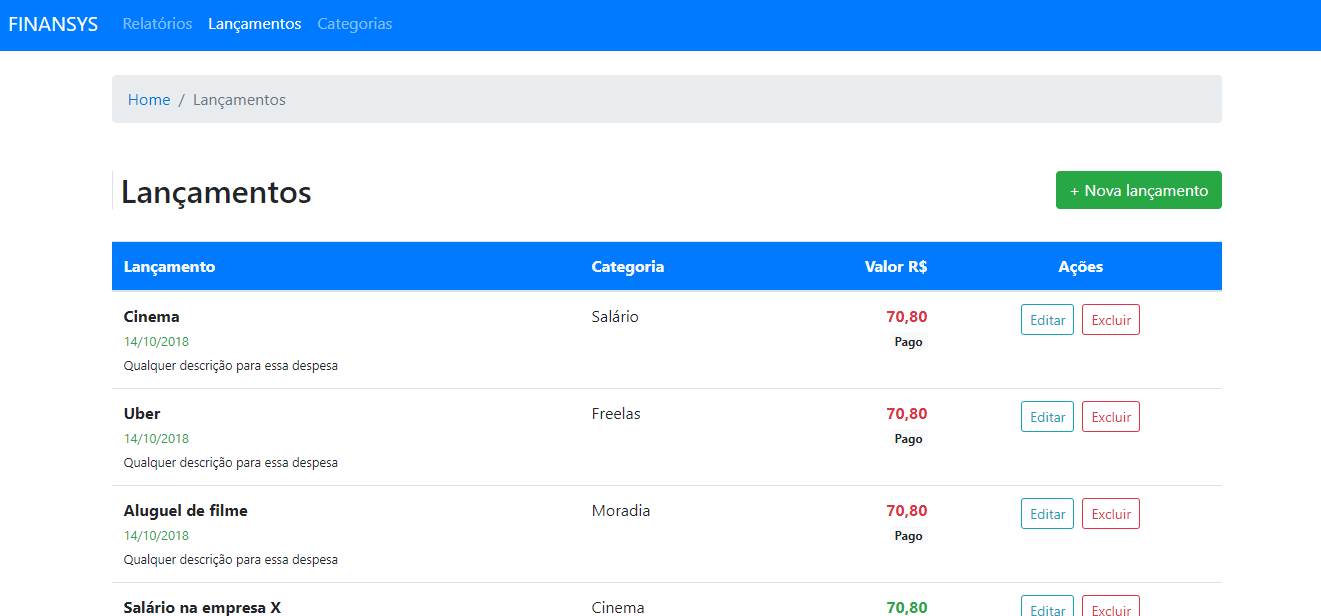 FINANSYS Relatórios Lançamentos Categorias
Home / Lançamentos
Lançamentos + Nova lançamento
Lançamento Categoria Valor R$ Ações
Cinema Salário 70,80 Editar Excluir
14/10/2018 Pago
Qualquer descrição para essa despesa
Uber Freelas 70,80 Editar Excluir
14/10/2018 Pago
Qualquer descrição para essa despesa
Aluguel de filme Moradia 70,80 Editar Excluir
14/10/2018 Pago
Qualquer descrição para essa despesa
Salário na empresa X Cinema 70,80 Editar Excluir